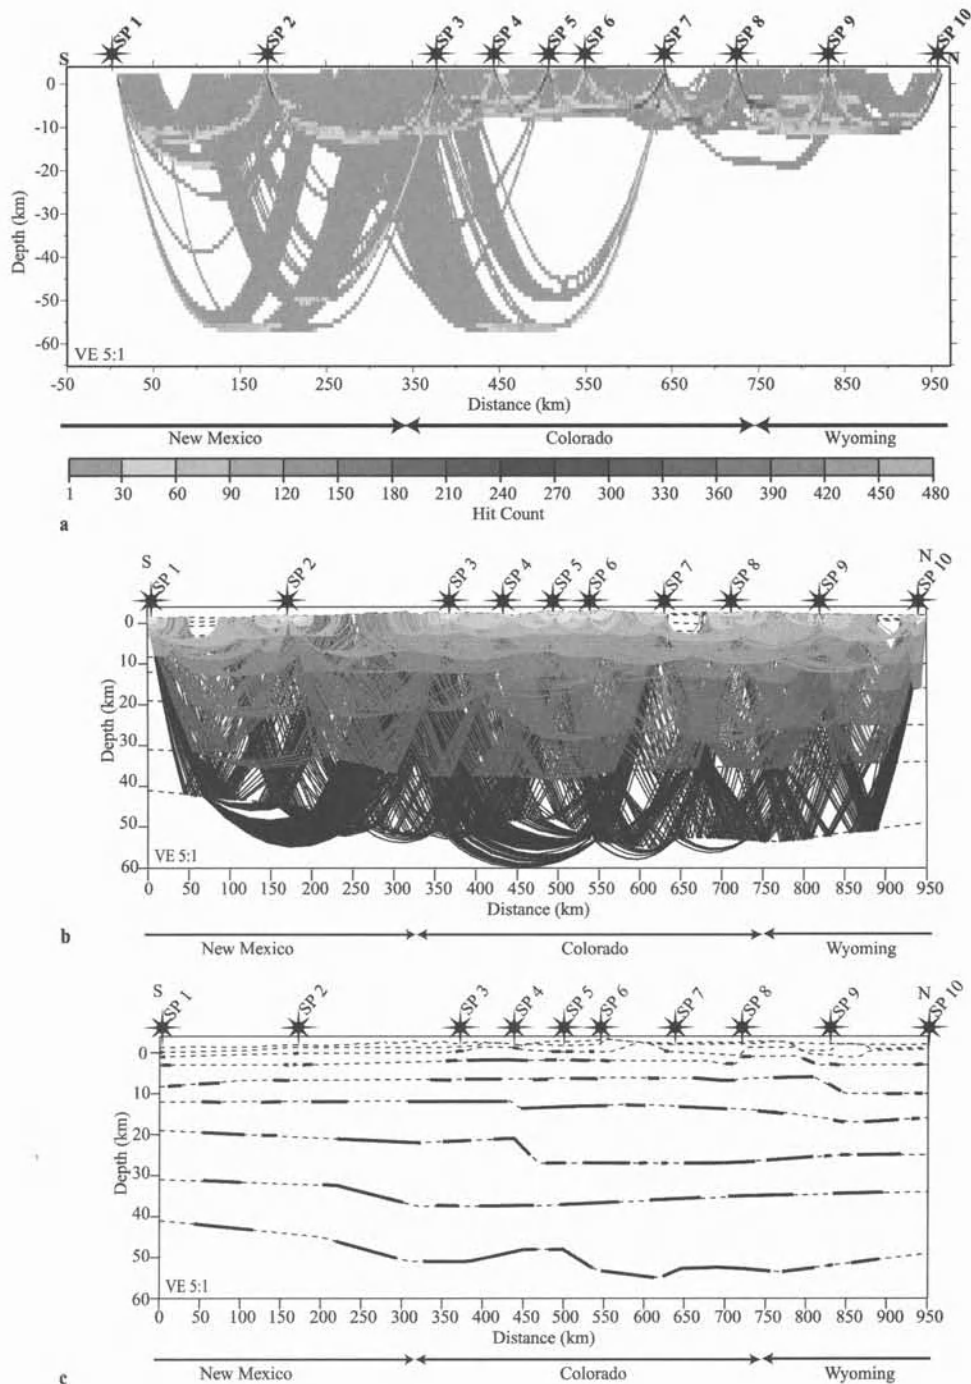 SP 1 SP 2 SP 3 SP 4 SP 5 SP 6 SP 7 SP 8 SP 9 SP 10
S N
0
-10
-20
-30
-40
-50
-60
Depth (km)
VE 5:1
-50 50 150 250 350 450 550 650 750 850 950
Distance (km)
New Mexico Colorado Wyoming
1 30 60 90 120 150 180 210 240 270 300 330 360 390 420 450 480
Hit Count
a
S N
SP 1 SP 2 SP 3 SP 4 SP 5 SP 6 SP 7 SP 8 SP 9 SP 10
0
10
20
30
40
50
60
Depth (km)
VE 5:1
0 50 100 150 200 250 300 350 400 450 500 550 600 650 700 750 800 850 900 950
Distance (km)
b
New Mexico Colorado Wyoming
S N
SP 1 SP 2 SP 3 SP 4 SP 5 SP 6 SP 7 SP 8 SP 9 SP 10
0
10
20
30
40
50
60
Depth (km)
VE 5:1
0 50 100 150 200 250 300 350 400 450 500 550 600 650 700 750 800 850 900 950
Distance (km)
New Mexico Colorado Wyoming
c